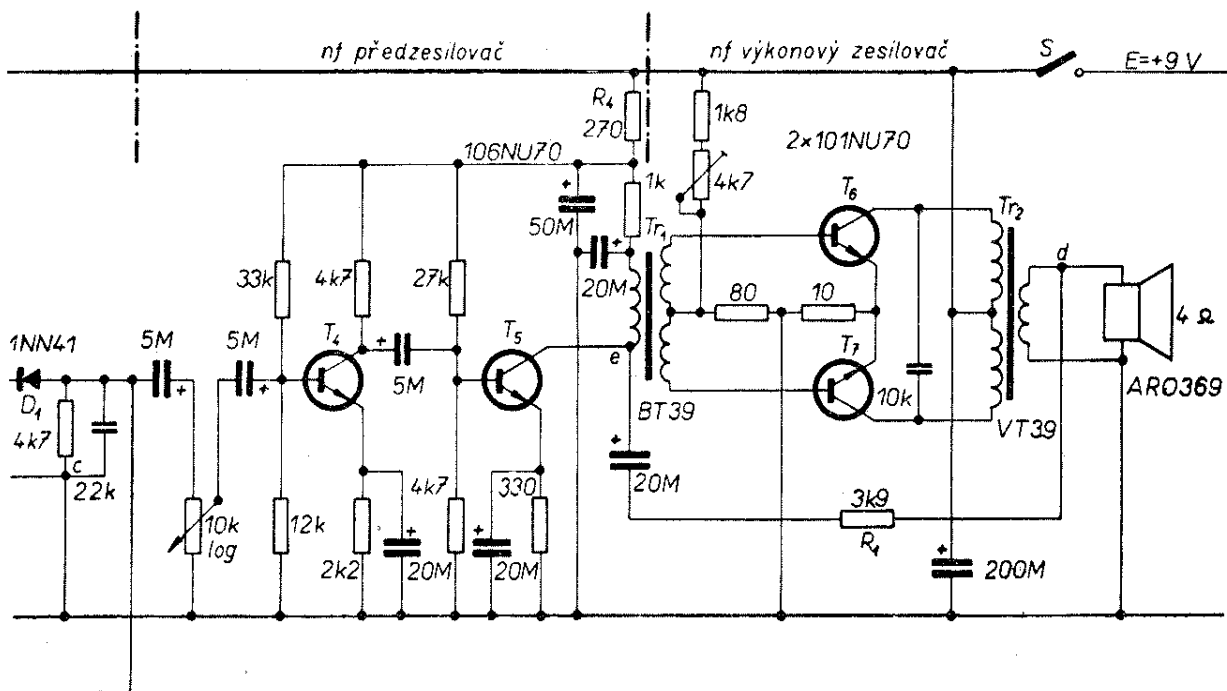 nf předzesilovač
nf výkonový zesilovač
S
E=+9 V
R4
270
1k8
2×101NU70
106NU70
4k7
1k
T6
Tr1
Tr2
50M
d
33k
4k7
27k
20M
80
10
4 Ω
1NN41
5M
5M
T4
T5
T7
+
5M
e
BT39
10k
VT39
ARO369
D1
4k7
c
22k
20M
4k7
330
3k9
R1
10k
log
12k
2k2
20M
20M
200M